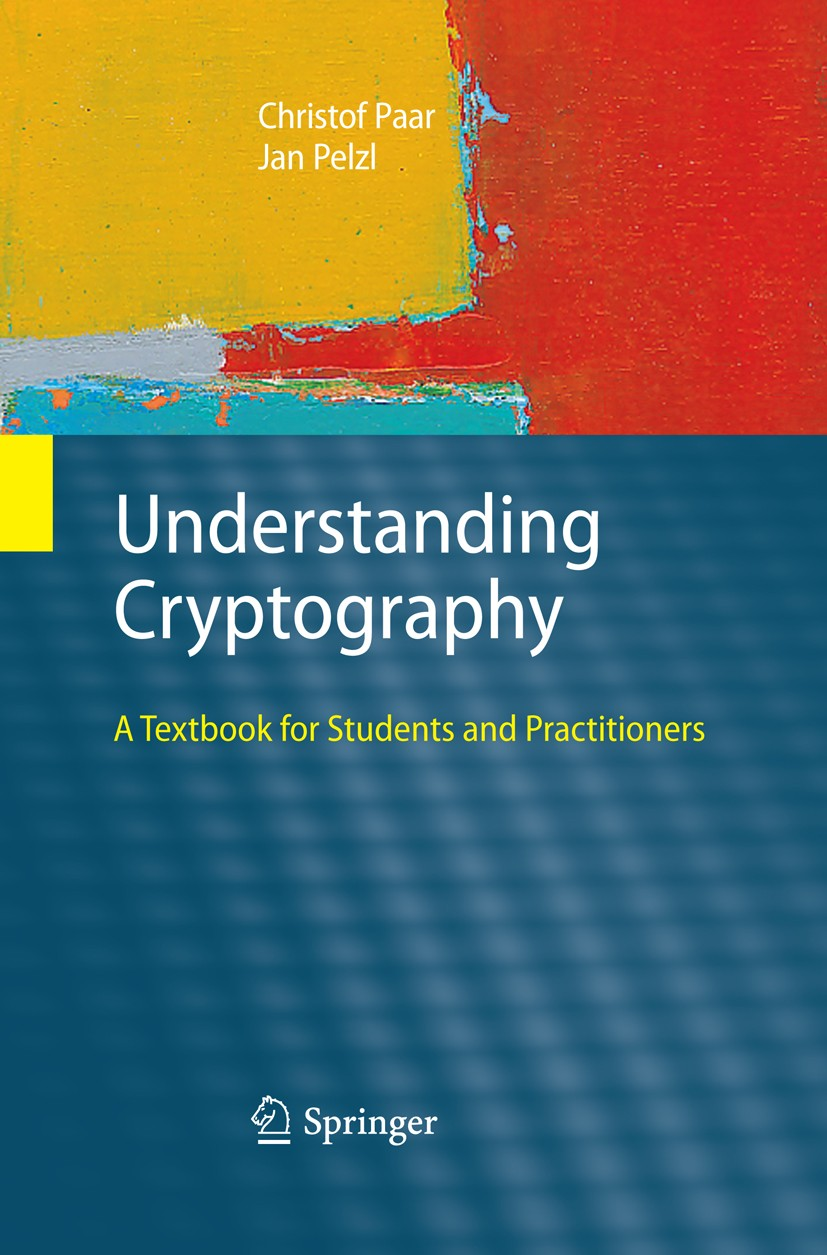 Christof Paar
Jan Pelzl
Understanding
Cryptography
A Textbook for Students and Practitioners
Springer